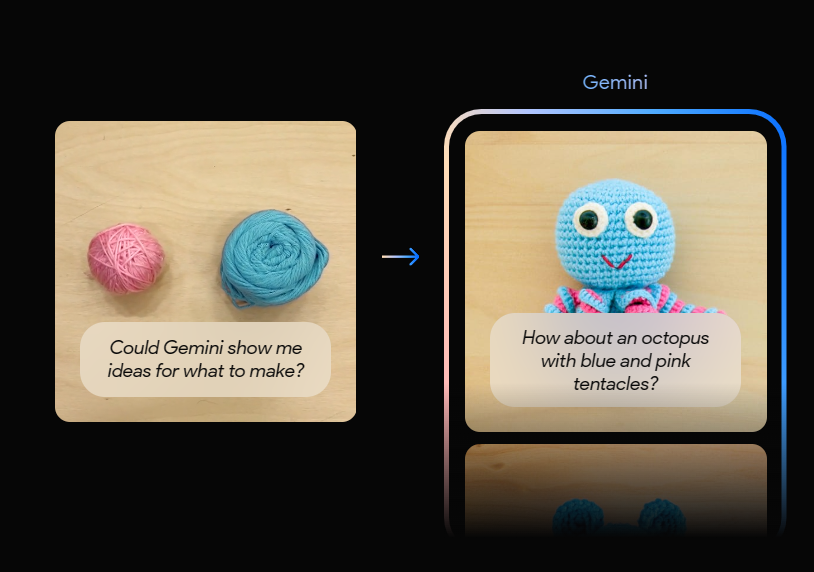 Gemini
Could Gemini show me
ideas for what to make?
How about an octopus
with blue and pink
tentacles?